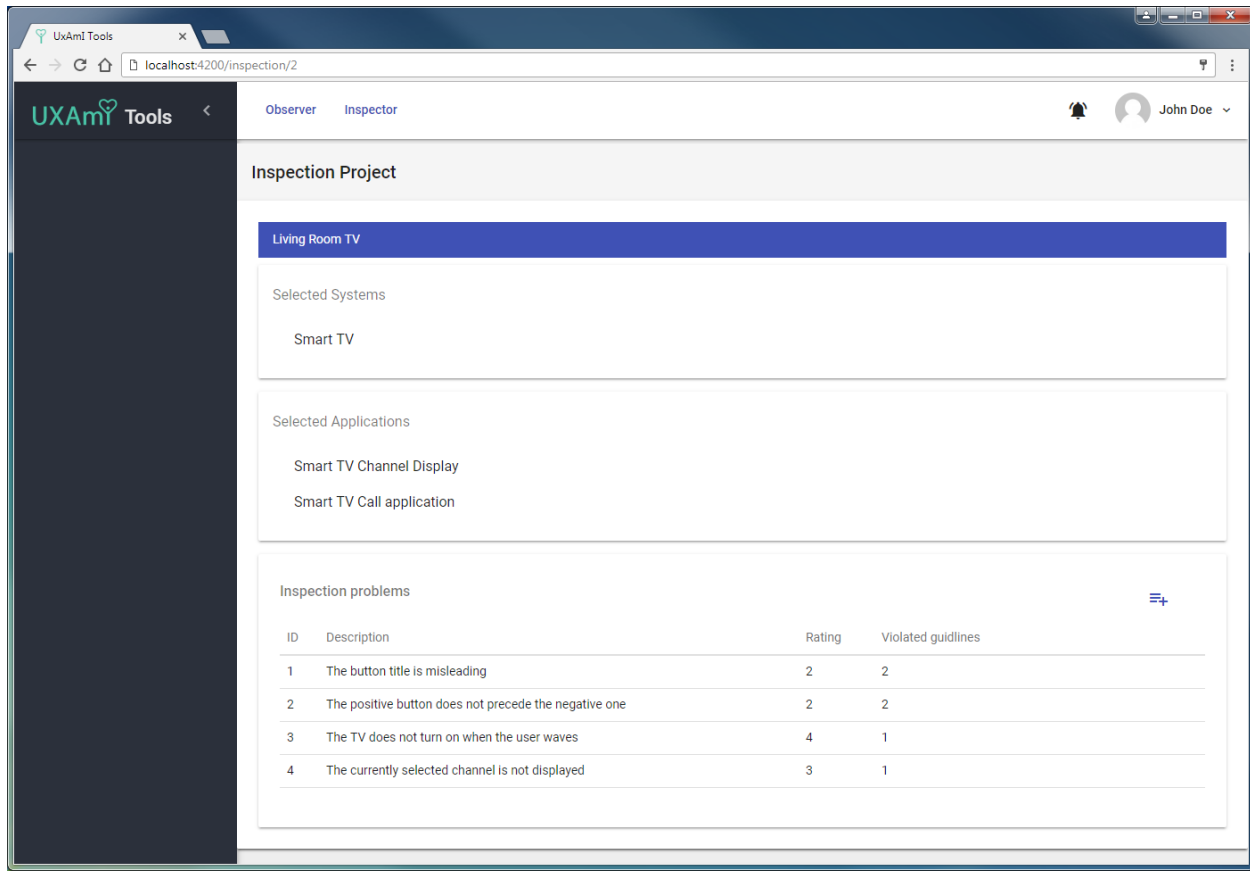 UxAmI Tools
localhost:4200/inspection/2
UXAmI Tools
Observer Inspector
John Doe
Inspection Project
Living Room TV
Selected Systems
Smart TV
Selected Applications
Smart TV Channel Display
Smart TV Call application
Inspection problems
ID Description Rating Violated guidlines
1 The button title is misleading 2 2
2 The positive button does not precede the negative one 2 2
3 The TV does not turn on when the user waves 4 1
4 The currently selected channel is not displayed 3 1